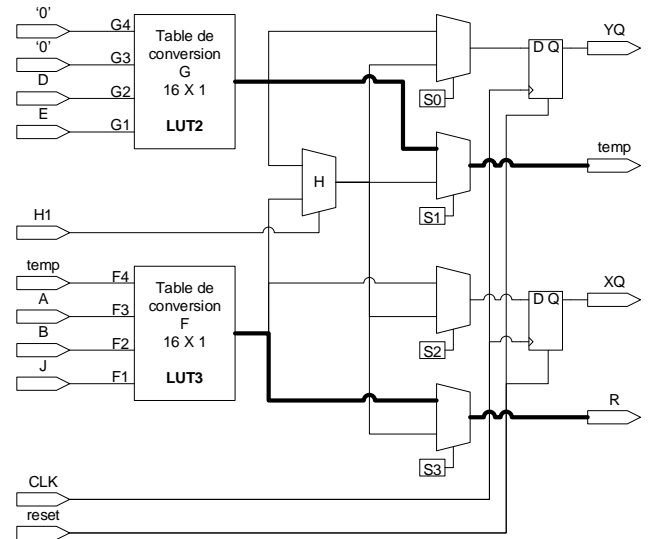 ‘0’
G4
‘0’
G3
D
G2
E
G1
Table de
conversion
G
16 X 1
LUT2
S0
D Q
YQ
temp
S1
H
H1
temp
F4
A
F3
B
F2
J
F1
Table de
conversion
F
16 X 1
LUT3
S2
D Q
XQ
R
S3
CLK
reset